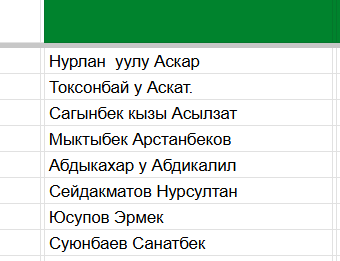 Нурлан  уулу Аскар
Токсонбай у Аскат.
Сагынбек кызы Асылзат
Мыктыбек Арстанбеков
Абдыкахар у Абдикалил
Сейдакматов Нурсултан
Юсупов Эрмек
Суюнбаев Санатбек